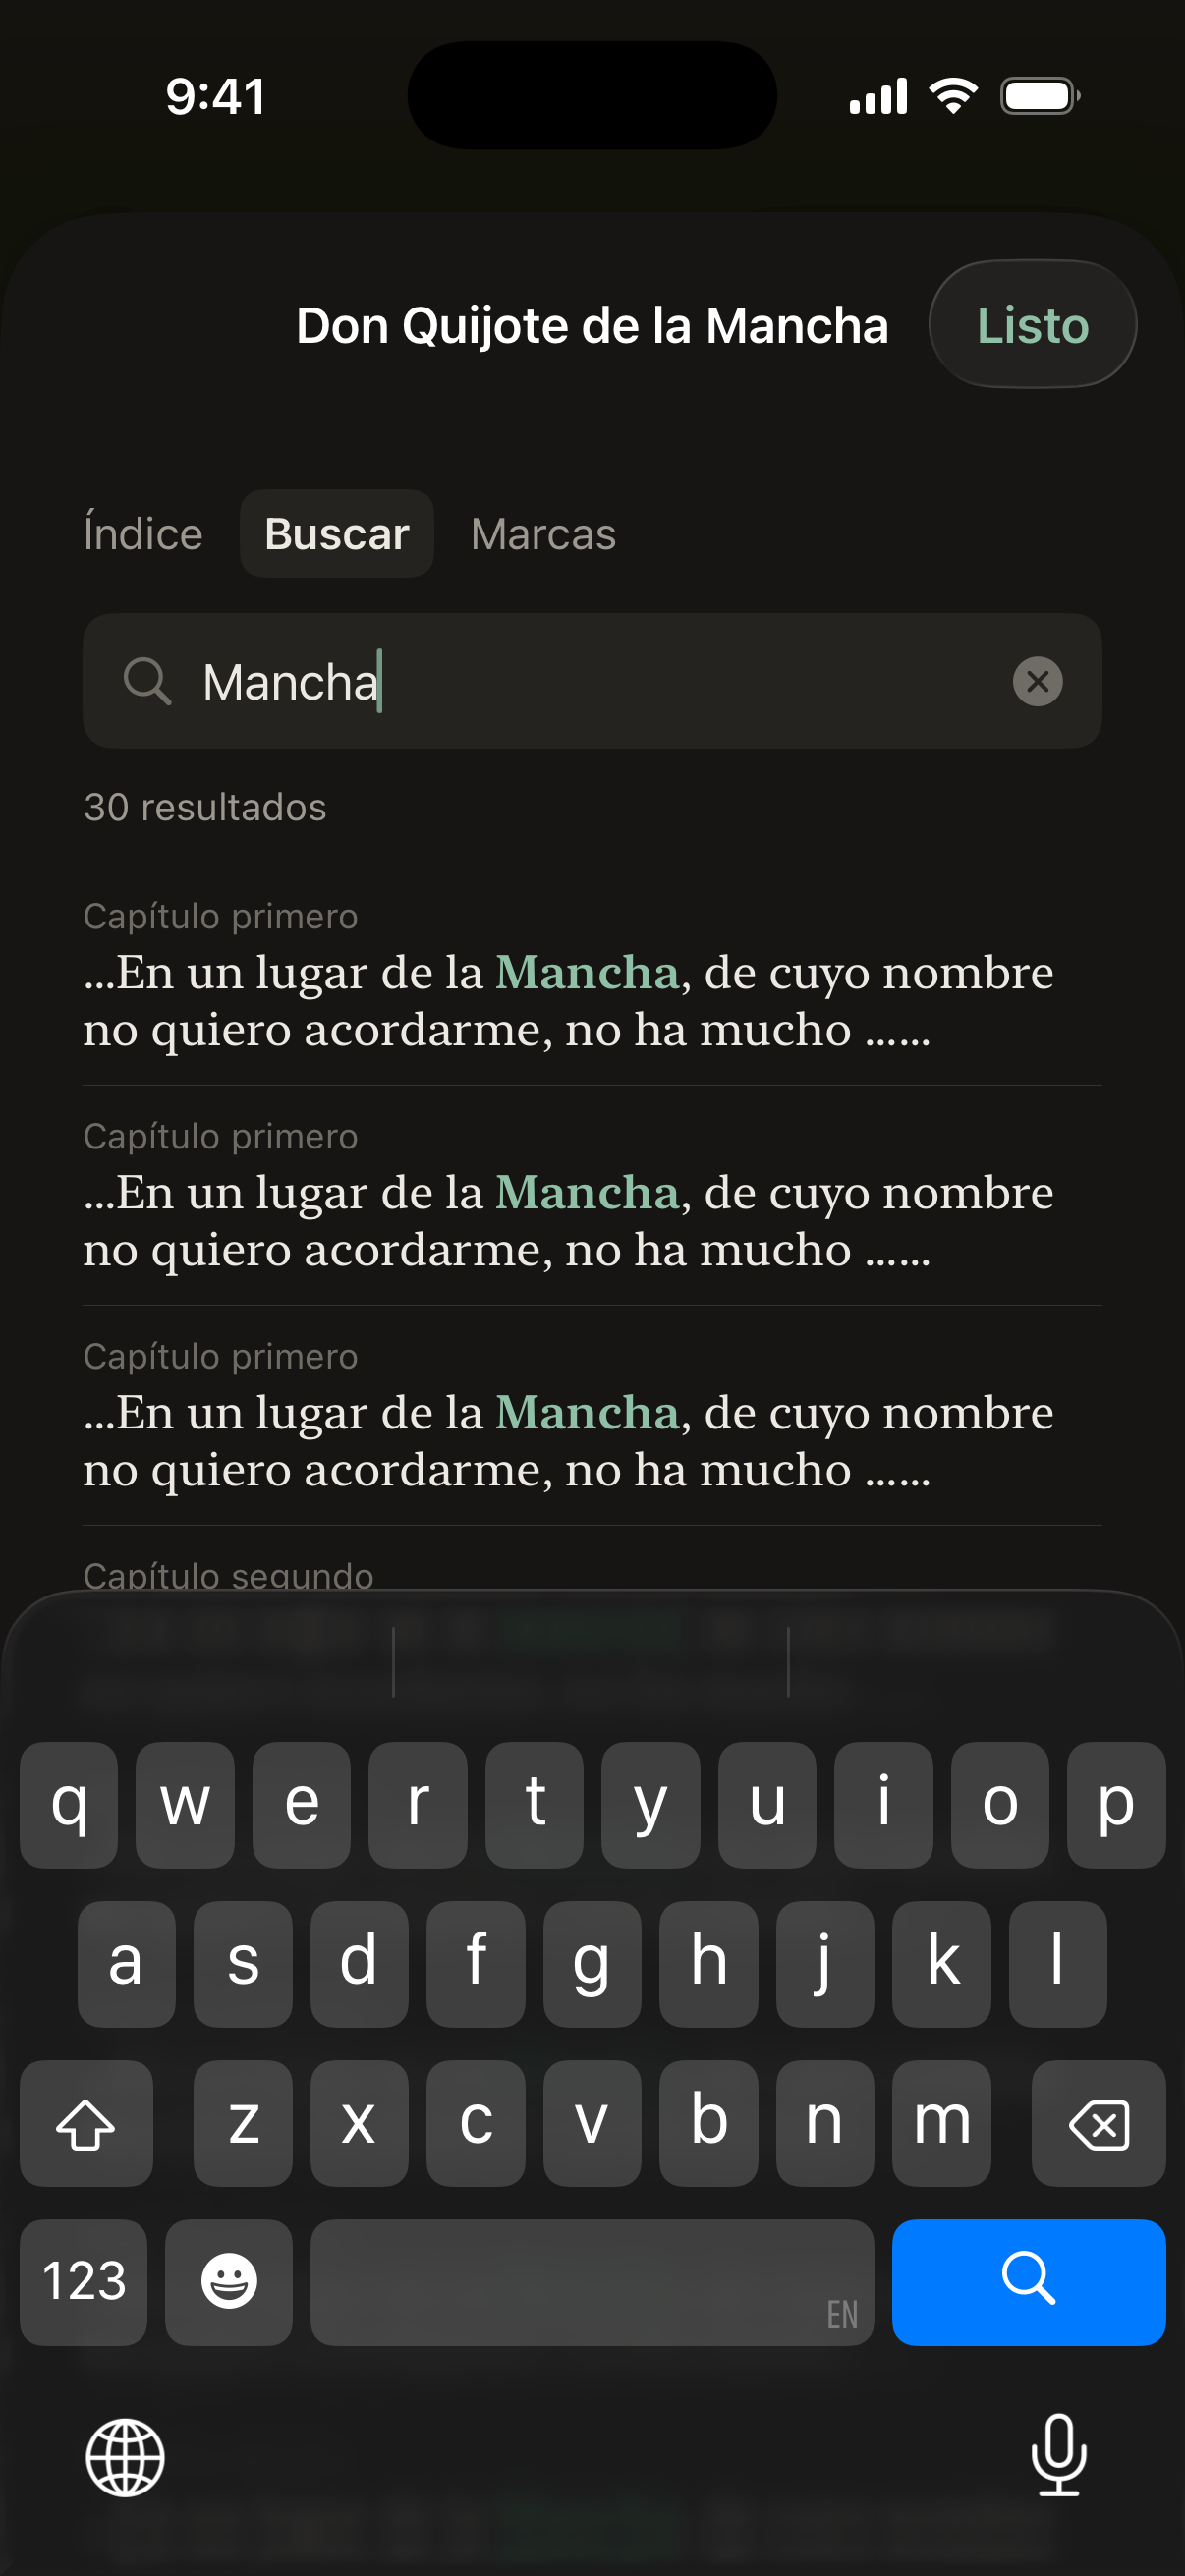 9:41
Don Quijote de la Mancha
Listo
Índice Buscar Marcas
Mancha
30 resultados
Capítulo primero
...En un lugar de la Mancha, de cuyo nombre
no quiero acordarme, no ha mucho ......
Capítulo primero
...En un lugar de la Mancha, de cuyo nombre
no quiero acordarme, no ha mucho ......
Capítulo primero
...En un lugar de la Mancha, de cuyo nombre
no quiero acordarme, no ha mucho ......
Capítulo segundo
q w e r t y u i o p
a s d f g h j k l
z x c v b n m
123
EN